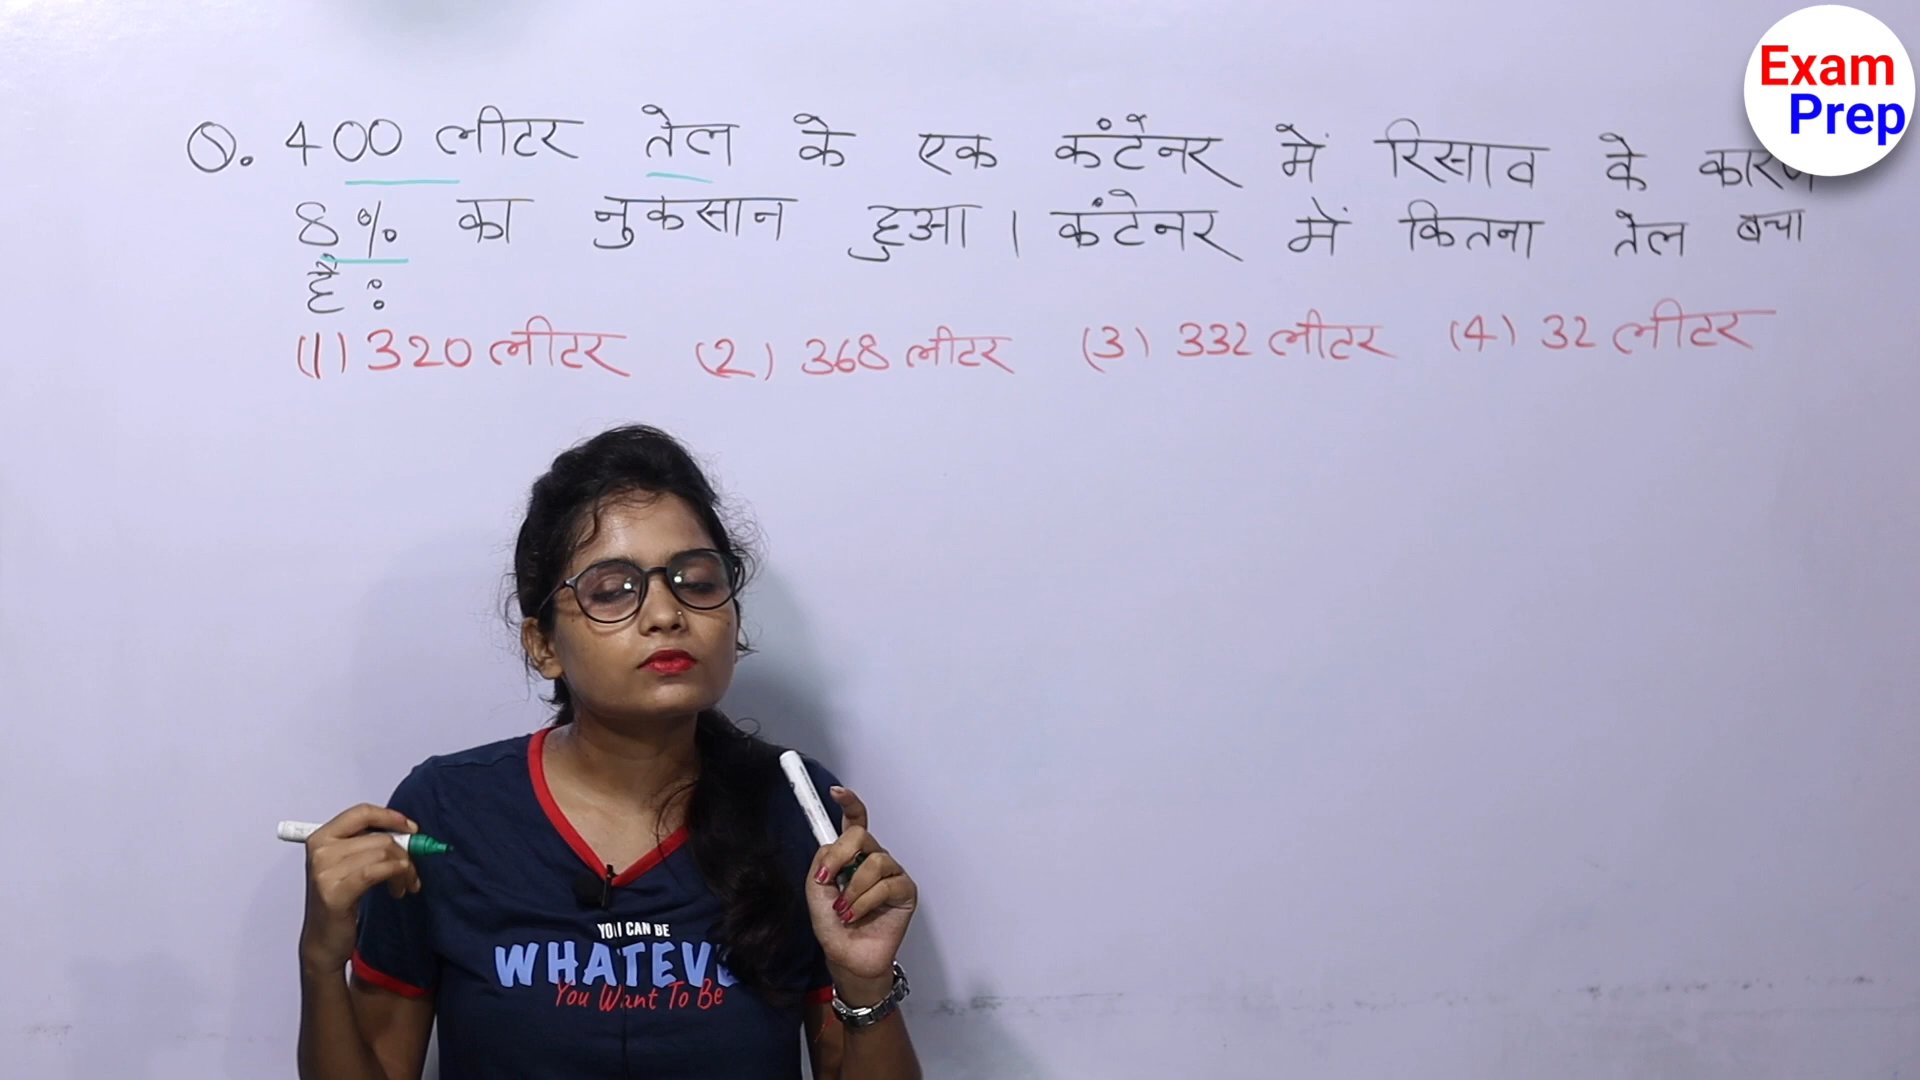 Exam
Prep
Q. 400 लीटर तेल के एक कंटेनर में रिसाव के कारण
8% का नुकसान हुआ। कंटेनर में कितना तेल बचा
है:
(1) 320 लीटर (2) 368 लीटर (3) 332 लीटर (4) 32 लीटर
YOU CAN BE
WHATEVE
You Want To Be